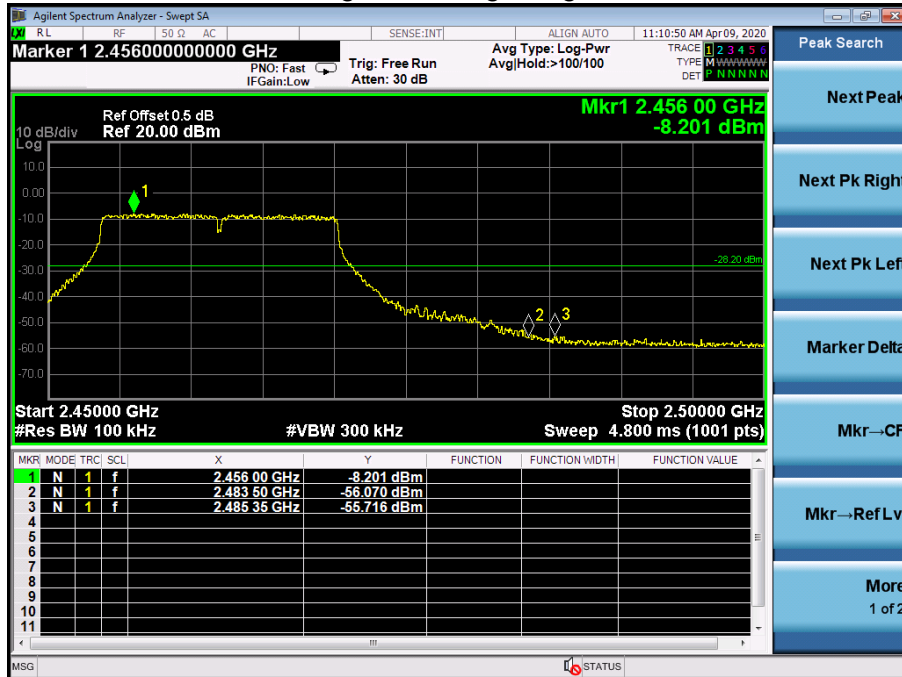 Agilent Spectrum Analyzer - Swept SA
RL RF 50 Ω AC SENSE:INT ALIGN AUTO 11:10:50 AM Apr 09, 2020
Marker 1 2.456000000000 GHz
PNO: Fast
IFGain:Low
Trig: Free Run
Atten: 30 dB
Avg Type: Log-Pwr
Avg|Hold:>100/100
TRACE 1 2 3 4 5 6
TYPE M WWWWW
DET P N N N N N
Peak Search
Next Peak
Next Pk Right
Next Pk Left
Marker Delta
Mkr→CF
Mkr→Ref Lv
More
1 of 2
Mkr1 2.456 00 GHz
-8.201 dBm
Ref Offset 0.5 dB
10 dB/div Ref 20.00 dBm
Log
10.0
0.00
-10.0
-20.0
-30.0
-40.0
-50.0
-60.0
-70.0
1
-28.20 dBm
2 3
Start 2.45000 GHz Stop 2.50000 GHz
#Res BW 100 kHz #VBW 300 kHz Sweep 4.800 ms (1001 pts)
MKR MODE TRC SCL X Y FUNCTION FUNCTION WIDTH FUNCTION VALUE
1 N 1 f 2.456 00 GHz -8.201 dBm
2 N 1 f 2.483 50 GHz -56.070 dBm
3 N 1 f 2.485 35 GHz -55.716 dBm
4
5
6
7
8
9
10
11
MSG STATUS